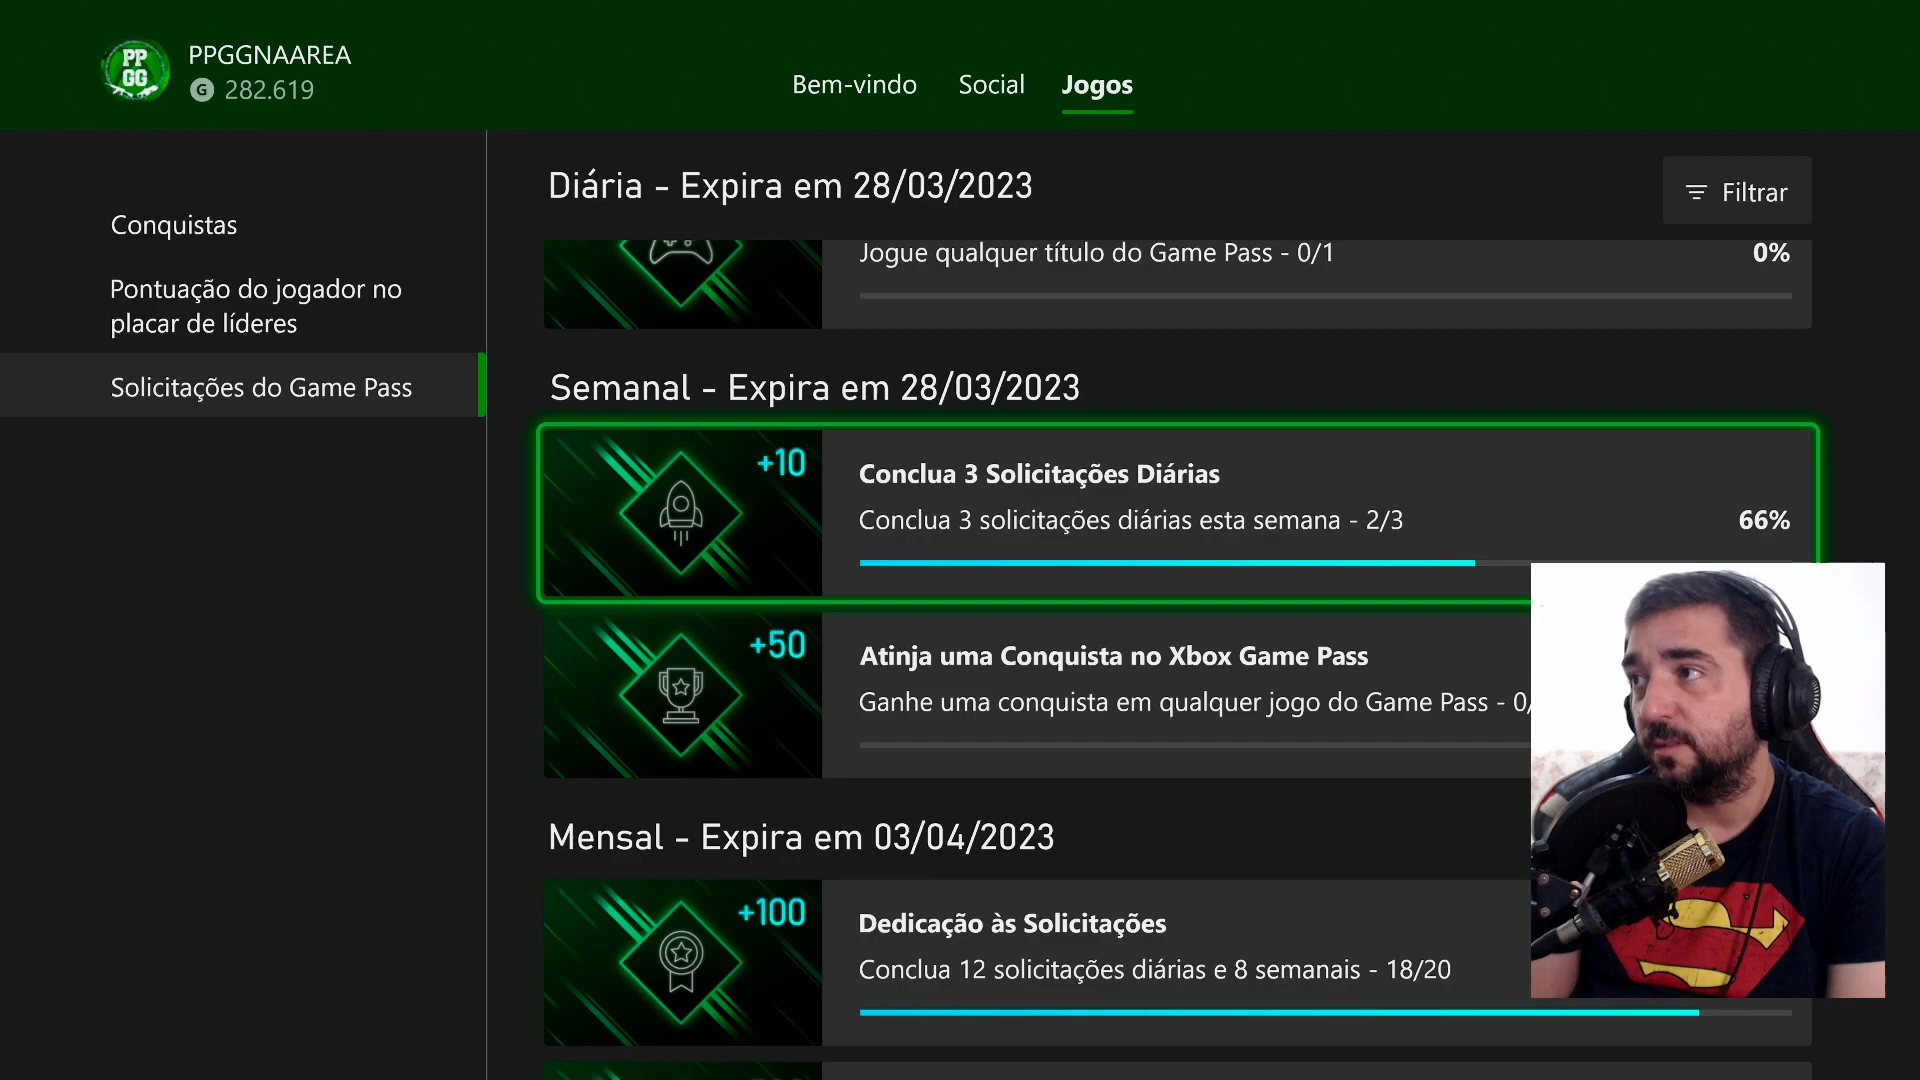 PP
GG
PPGGNAAREA
G 282.619
Bem-vindo
Social
Jogos
Conquistas
Pontuação do jogador no
placar de líderes
Solicitações do Game Pass
Diária - Expira em 28/03/2023
Filtrar
Jogue qualquer título do Game Pass - 0/1
0%
Semanal - Expira em 28/03/2023
+10
Conclua 3 Solicitações Diárias
Conclua 3 solicitações diárias esta semana - 2/3
66%
+50
Atinja uma Conquista no Xbox Game Pass
Ganhe uma conquista em qualquer jogo do Game Pass - 0/
Mensal - Expira em 03/04/2023
+100
Dedicação às Solicitações
Conclua 12 solicitações diárias e 8 semanais - 18/20